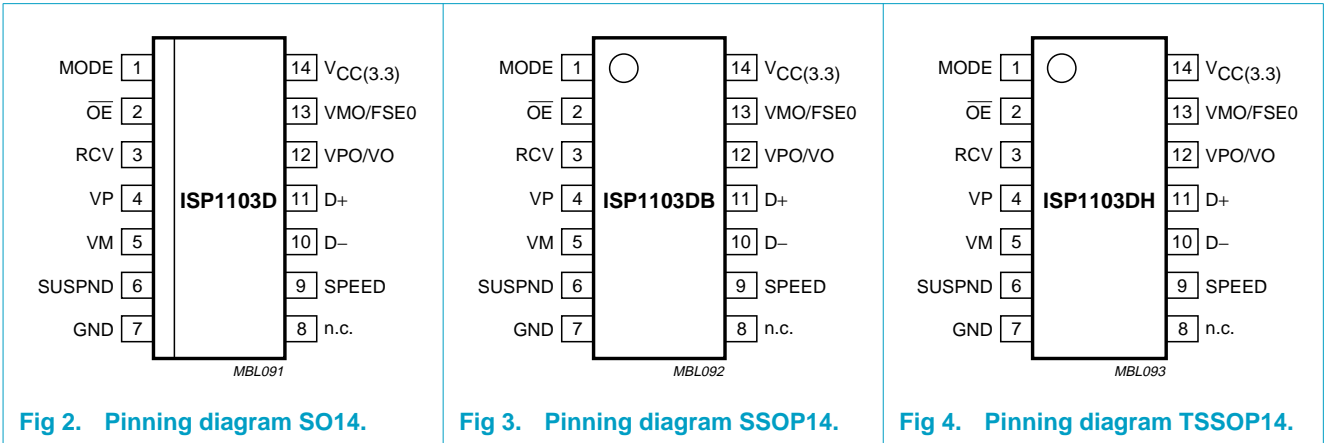 MODE 1 14 VCC(3.3)
OE 2 13 VMO/FSE0
RCV 3 12 VPO/VO
VP 4 ISP1103D 11 D+
VM 5 10 D−
SUSPND 6 9 SPEED
GND 7 8 n.c.
MBL091
Fig 2. Pinning diagram SO14.
MODE 1 14 VCC(3.3)
OE 2 13 VMO/FSE0
RCV 3 12 VPO/VO
VP 4 ISP1103DB 11 D+
VM 5 10 D−
SUSPND 6 9 SPEED
GND 7 8 n.c.
MBL092
Fig 3. Pinning diagram SSOP14.
MODE 1 14 VCC(3.3)
OE 2 13 VMO/FSE0
RCV 3 12 VPO/VO
VP 4 ISP1103DH 11 D+
VM 5 10 D−
SUSPND 6 9 SPEED
GND 7 8 n.c.
MBL093
Fig 4. Pinning diagram TSSOP14.